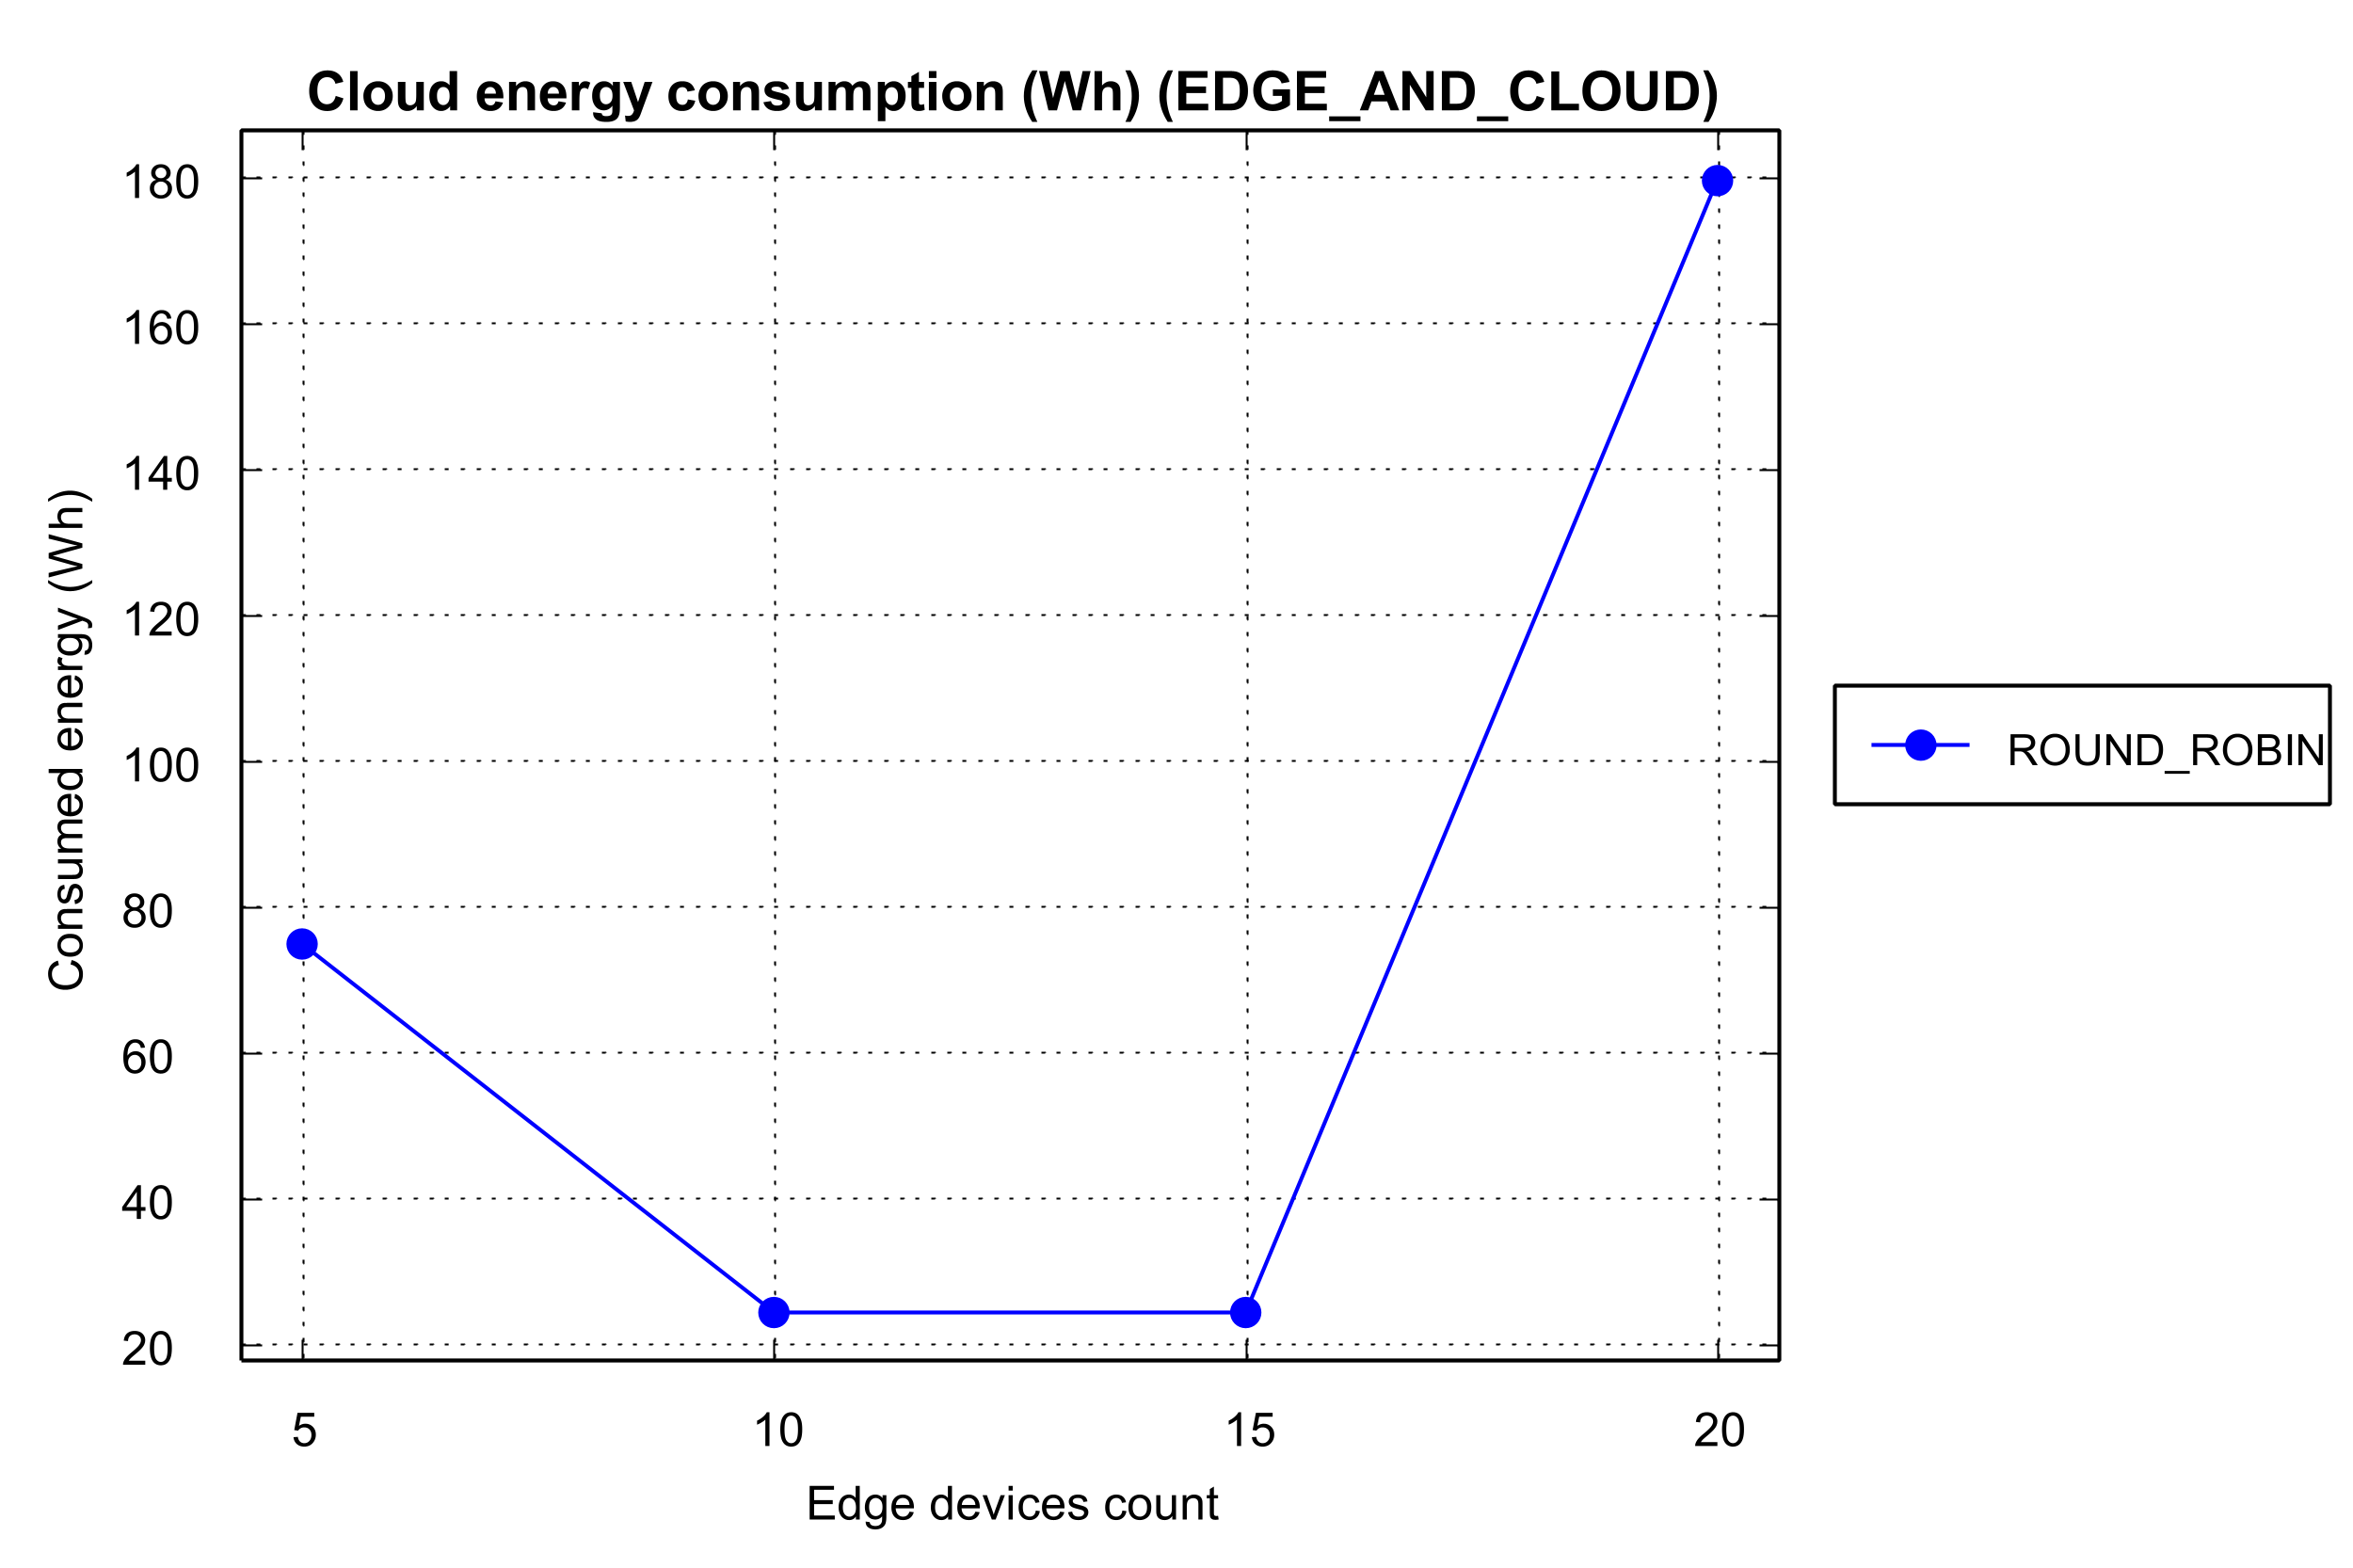 Cloud energy consumption (Wh) (EDGE_AND_CLOUD)
180
160
140
120
100
80
60
40
20
Consumed energy (Wh)
5 10 15 20
Edge devices count
ROUND_ROBIN